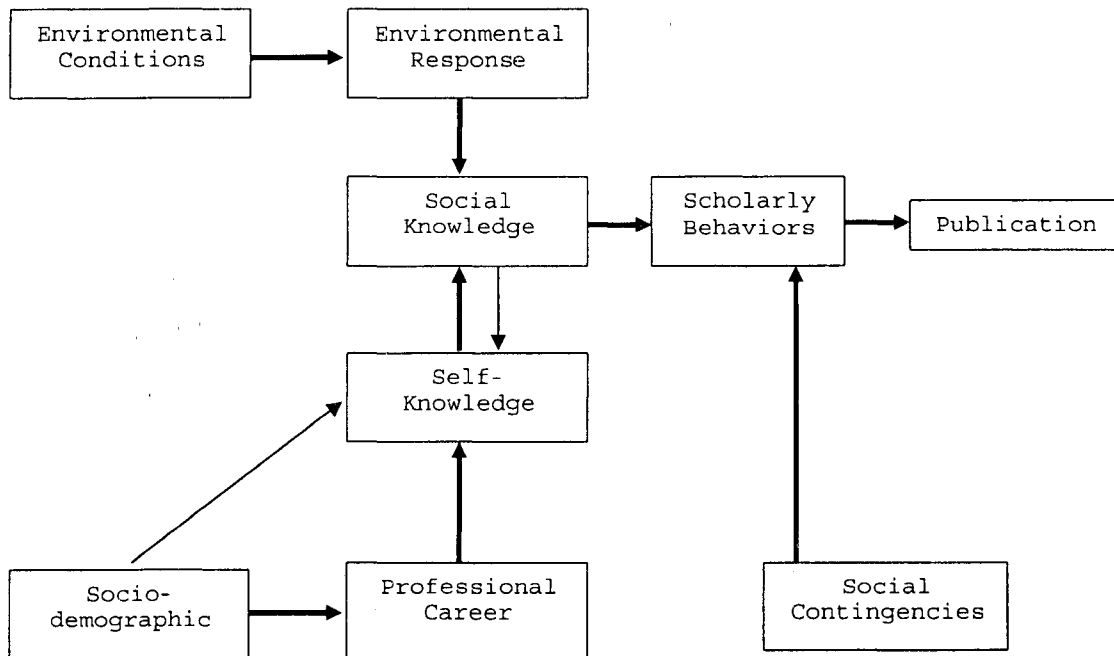 Environmental
Conditions
Environmental
Response
Social
Knowledge
Scholarly
Behaviors
Publication
Self-
Knowledge
Socio-
demographic
Professional
Career
Social
Contingencies